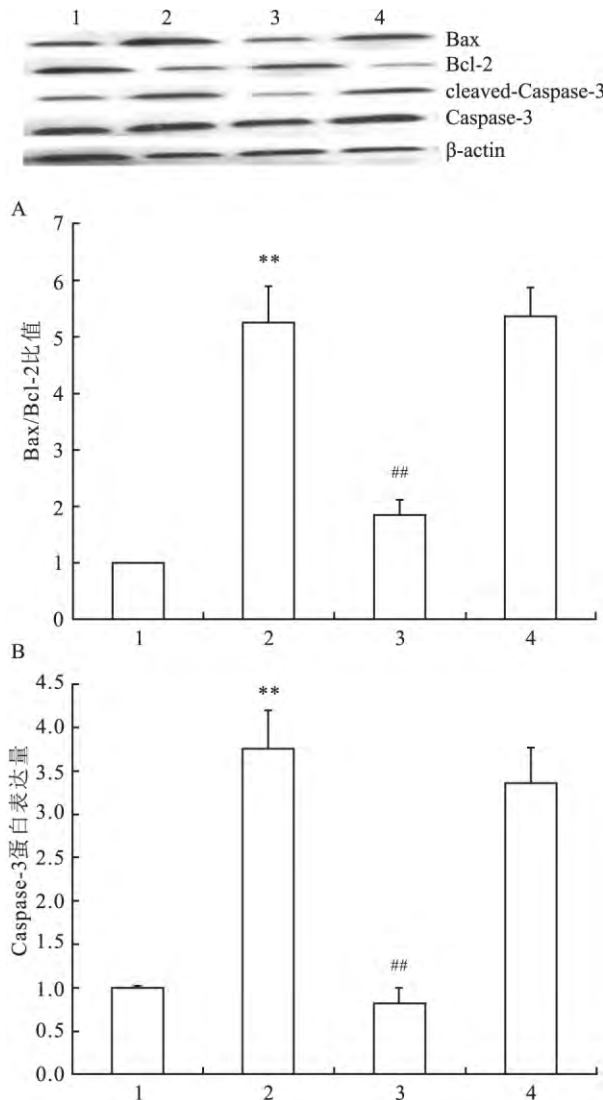 1 2 3 4
Bax
Bcl-2
cleaved-Caspase-3
Caspase-3
β-actin
A
7
6
5
4
3
2
1
0
Bax/Bcl-2比值
**
##
1 2 3 4
B
4.5
4.0
3.5
3.0
2.5
2.0
1.5
1.0
0.5
0.0
Caspase-3蛋白表达量
**
##
1 2 3 4